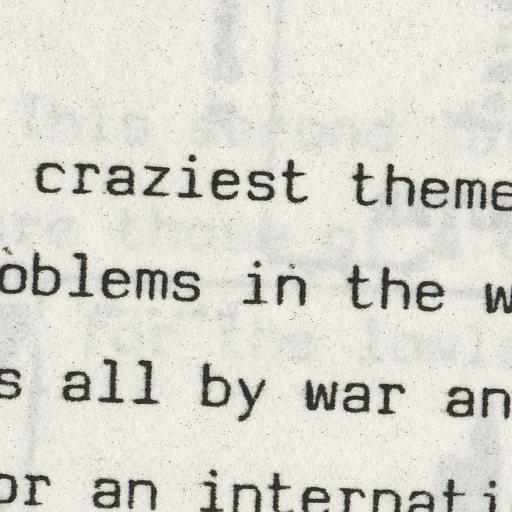 craziest theme
oblems in the w
s all by war an
or an internati